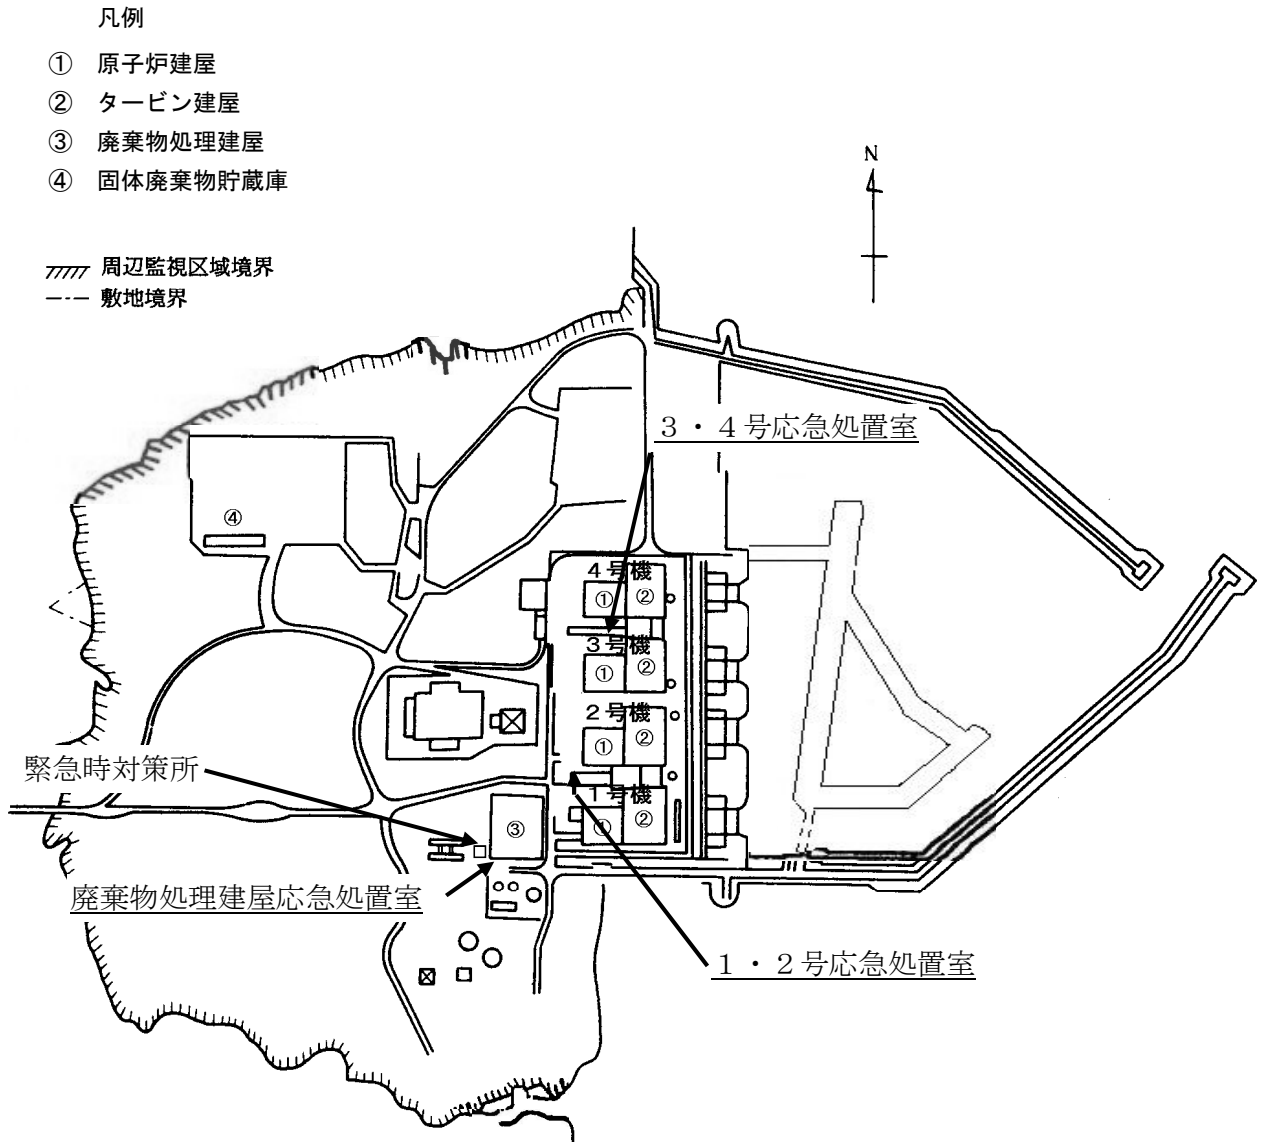 凡例
① 原子炉建屋
② タービン建屋
③ 廃棄物処理建屋
④ 固体廃棄物貯蔵庫
周辺監視区域境界
敷地境界
N
３・４号応急処置室
④
４号機
① ②
３号機
① ②
２号機
① ②
緊急時対策所
１号機
③
① ②
廃棄物処理建屋応急処置室
１・２号応急処置室